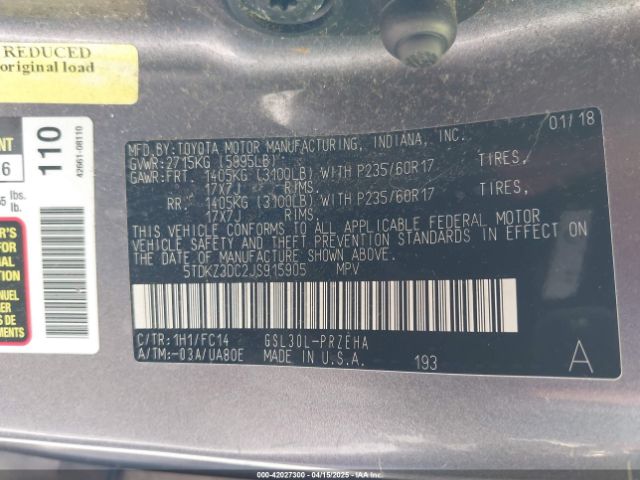 REDUCED
original load
110
42661-08110
lbs.
lb.
MFD.BY:TOYOTA MOTOR MANUFACTURING, INDIANA, INC. 01/18
GVWR:2715KG (5995LB)
GAWR:FRT. 1405KG (3100LB) WITH P235/60R17 TIRES,
17X7J RIMS.
RR. 1405KG (3100LB) WITH P235/60R17 TIRES,
17X7J RIMS.
THIS VEHICLE CONFORMS TO ALL APPLICABLE FEDERAL MOTOR
VEHICLE SAFETY AND THEFT PREVENTION STANDARDS IN EFFECT ON
THE DATE OF MANUFACTURE SHOWN ABOVE.
5TDKZ3DC2JS915905 MPV
C/TR:1H1/FC14 GSL30L-PRZEHA
A/TM:-03A/UA80E MADE IN U.S.A. 193 A
000-42027300 - 04/15/2025 - IAA Inc.